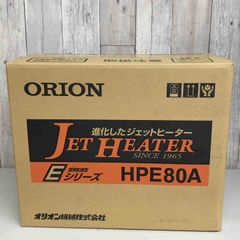 ORION
進化したジェットヒーター
JET HEATER
SINCE 1965
Eシリーズ HPE80A
オリオン機械株式会社